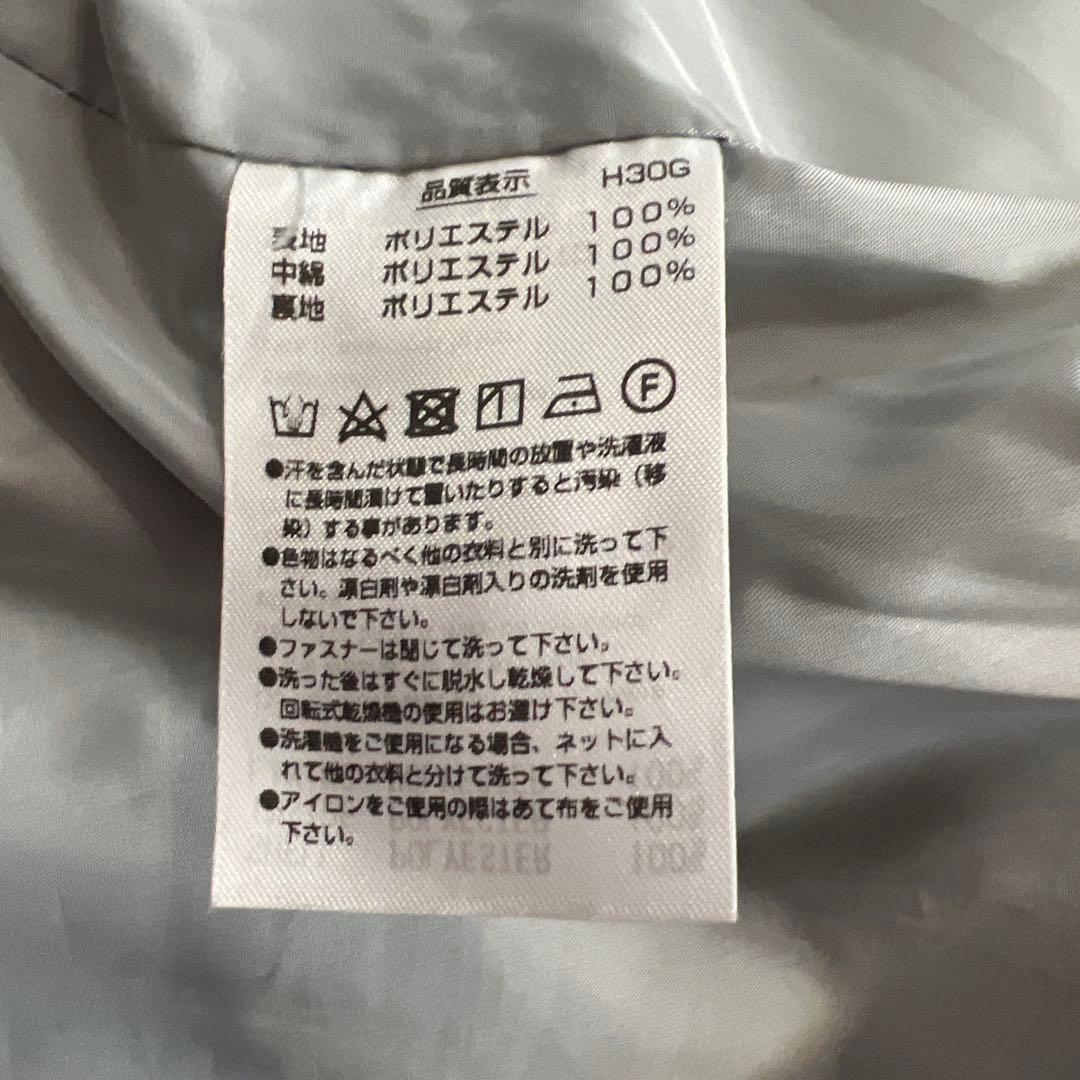 品質表示 H30G
表地 ポリエステル 100%
中綿 ポリエステル 100%
裏地 ポリエステル 100%
F
●汗を含んだ状態で長時間の放置や洗濯液
に長時間漬けて置いたりすると汚染（移
染）する事があります。
●色物はなるべく他の衣料と別に洗って下
さい。漂白剤や漂白剤入りの洗剤を使用
しないで下さい。
●ファスナーは閉じて洗って下さい。
●洗った後はすぐに脱水し乾燥して下さい。
回転式乾燥機の使用はお避け下さい。
●洗濯機をご使用になる場合、ネットに入
れて他の衣料と分けて洗って下さい。
●アイロンをご使用の際はあて布をご使用
下さい。
POLYESTER 100%
POLYESTER 100%